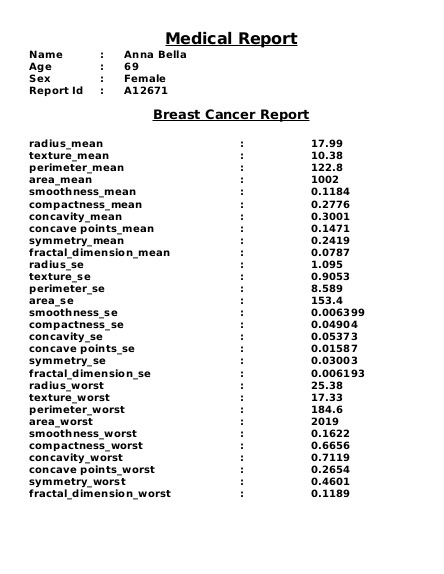 Medical Report
Name : Anna Bella
Age : 69
Sex : Female
Report Id : A12671
Breast Cancer Report
radius_mean : 17.99
texture_mean : 10.38
perimeter_mean : 122.8
area_mean : 1002
smoothness_mean : 0.1184
compactness_mean : 0.2776
concavity_mean : 0.3001
concave points_mean : 0.1471
symmetry_mean : 0.2419
fractal_dimension_mean : 0.0787
radius_se : 1.095
texture_se : 0.9053
perimeter_se : 8.589
area_se : 153.4
smoothness_se : 0.006399
compactness_se : 0.04904
concavity_se : 0.05373
concave points_se : 0.01587
symmetry_se : 0.03003
fractal_dimension_se : 0.006193
radius_worst : 25.38
texture_worst : 17.33
perimeter_worst : 184.6
area_worst : 2019
smoothness_worst : 0.1622
compactness_worst : 0.6656
concavity_worst : 0.7119
concave points_worst : 0.2654
symmetry_worst : 0.4601
fractal_dimension_worst : 0.1189